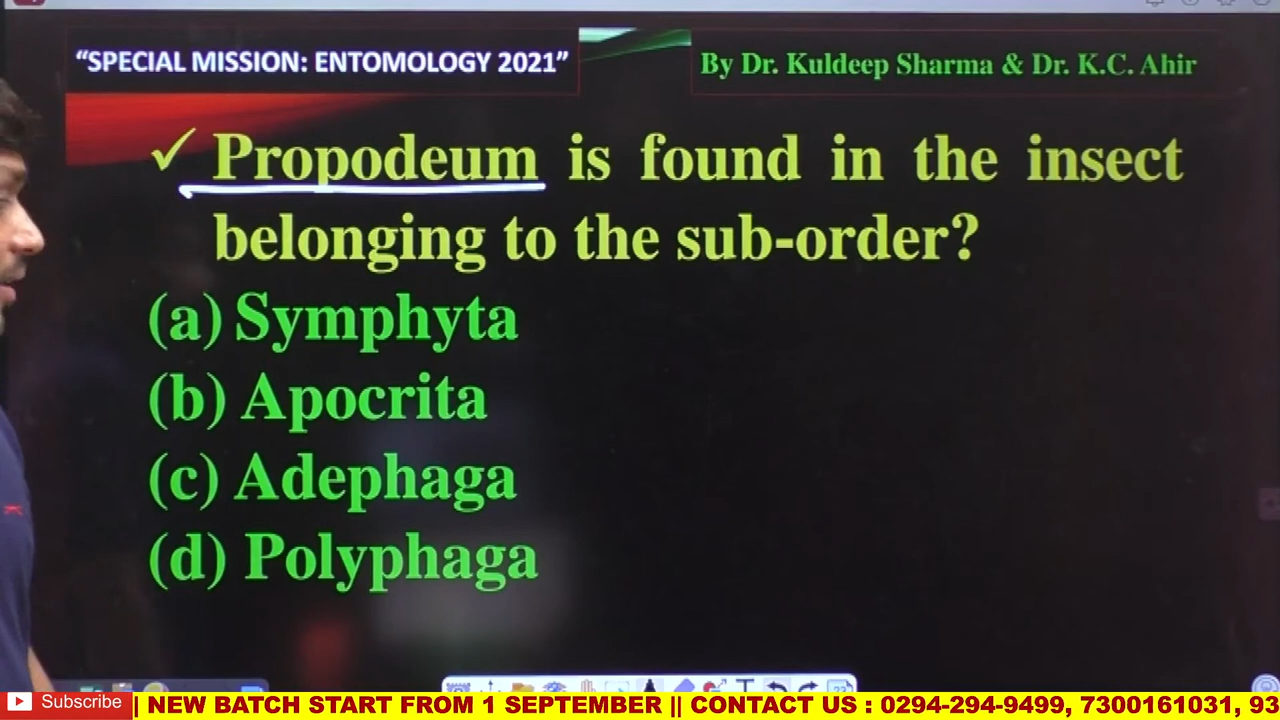 “SPECIAL MISSION: ENTOMOLOGY 2021”
By Dr. Kuldeep Sharma & Dr. K.C. Ahir
✓ Propodeum is found in the insect
belonging to the sub-order?
(a) Symphyta
(b) Apocrita
(c) Adephaga
(d) Polyphaga
Subscribe
| NEW BATCH START FROM 1 SEPTEMBER || CONTACT US : 0294-294-9499, 7300161031, 93